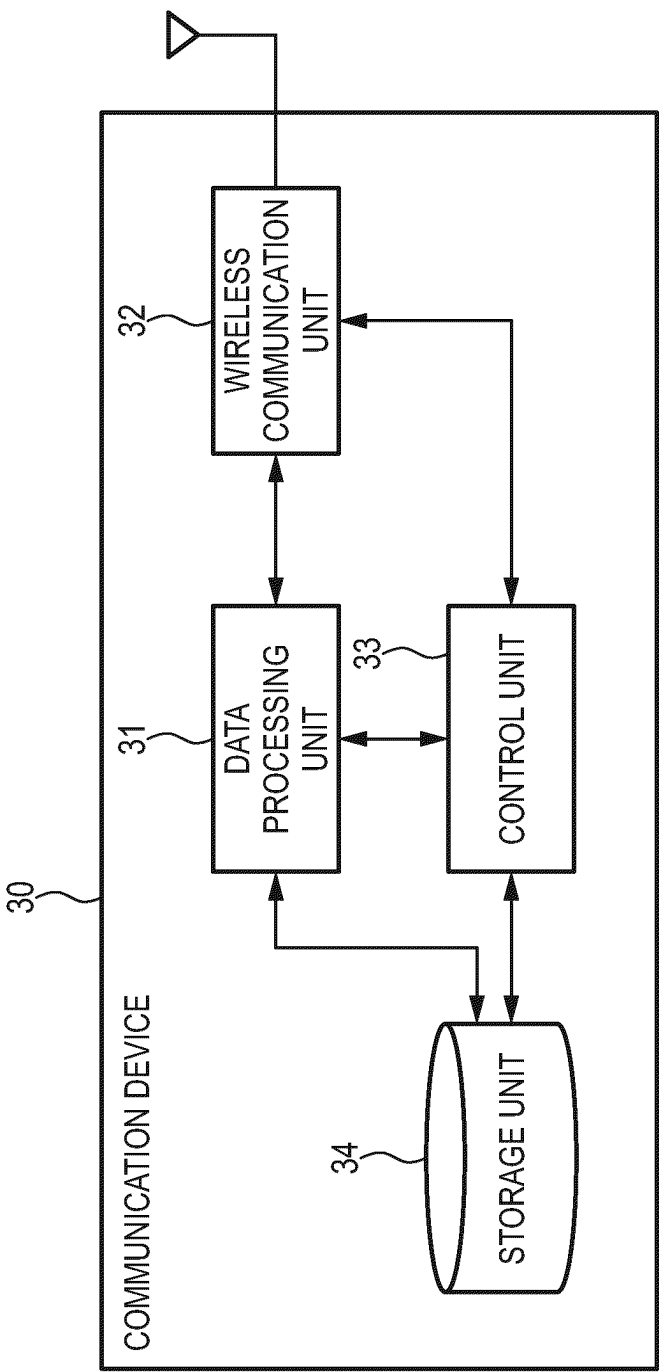 30
COMMUNICATION DEVICE
31
DATA
PROCESSING
UNIT
32
WIRELESS
COMMUNICATION
UNIT
33
CONTROL UNIT
34
STORAGE UNIT